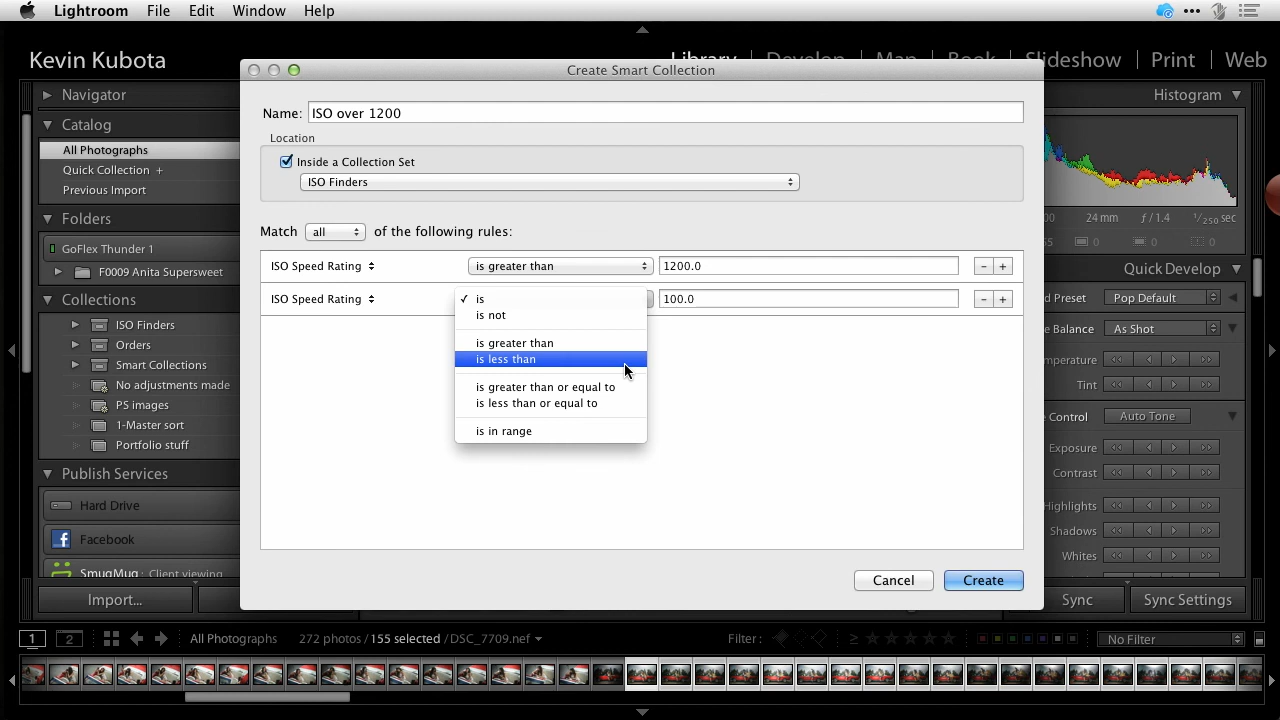 Lightroom File Edit Window Help
Kevin Kubota
Library Develop Map Book Slideshow Print Web
Create Smart Collection
Name: ISO over 1200
Location
Inside a Collection Set
ISO Finders
Match all of the following rules:
ISO Speed Rating is greater than 1200.0 – +
ISO Speed Rating 100.0 – +
✓ is
is not
is greater than
is less than
is greater than or equal to
is less than or equal to
is in range
Cancel Create
Navigator
Catalog
All Photographs
Quick Collection +
Previous Import
Folders
GoFlex Thunder 1
F0009 Anita Supersweet
Collections
ISO Finders
Orders
Smart Collections
No adjustments made
PS images
1-Master sort
Portfolio stuff
Publish Services
Hard Drive
Facebook
SmugMug: Client viewing
Import...
Histogram
24 mm ƒ / 1.4 1/250 sec
0 0 0
Quick Develop
Preset Pop Default
Balance As Shot
Tint
Control Auto Tone
Exposure
Contrast
Highlights
Shadows
Whites
Sync Sync Settings
1 2 All Photographs 272 photos / 155 selected / DSC_7709.nef Filter : ≥ No Filter